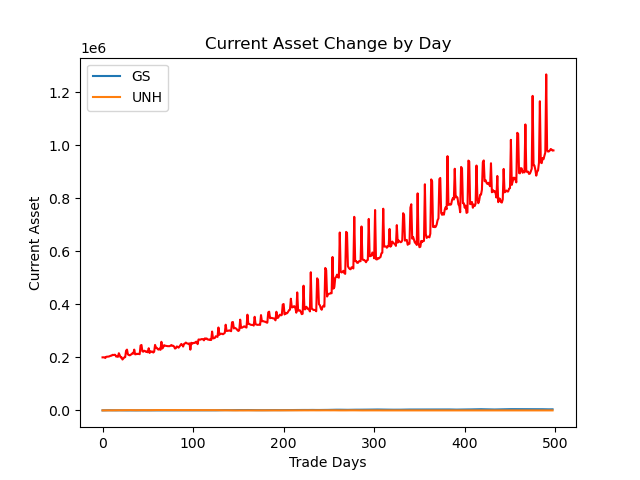 Current Asset Change by Day
1e6
GS
UNH
1.2
1.0
0.8
0.6
0.4
0.2
0.0
Current Asset
0 100 200 300 400 500
Trade Days